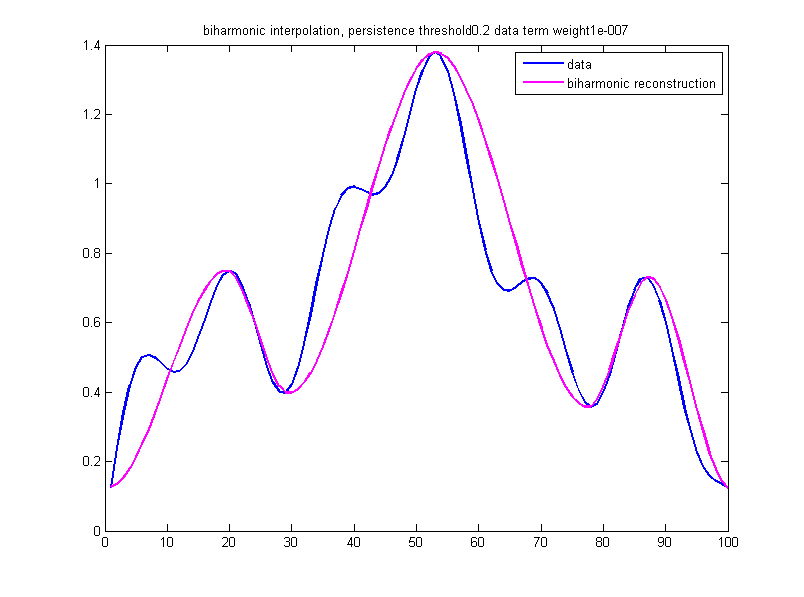 biharmonic interpolation, persistence threshold0.2 data term weight1e-007
data
biharmonic reconstruction
1.4
1.2
1
0.8
0.6
0.4
0.2
0
0 10 20 30 40 50 60 70 80 90 100